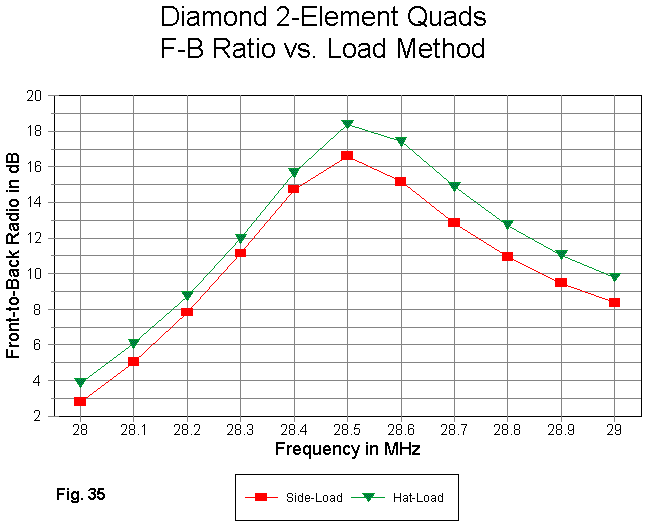 Diamond 2-Element Quads
F-B Ratio vs. Load Method
Front-to-Back Radio in dB
20
18
16
14
12
10
8
6
4
2
28 28.1 28.2 28.3 28.4 28.5 28.6 28.7 28.8 28.9 29
Frequency in MHz
Fig. 35
Side-Load Hat-Load